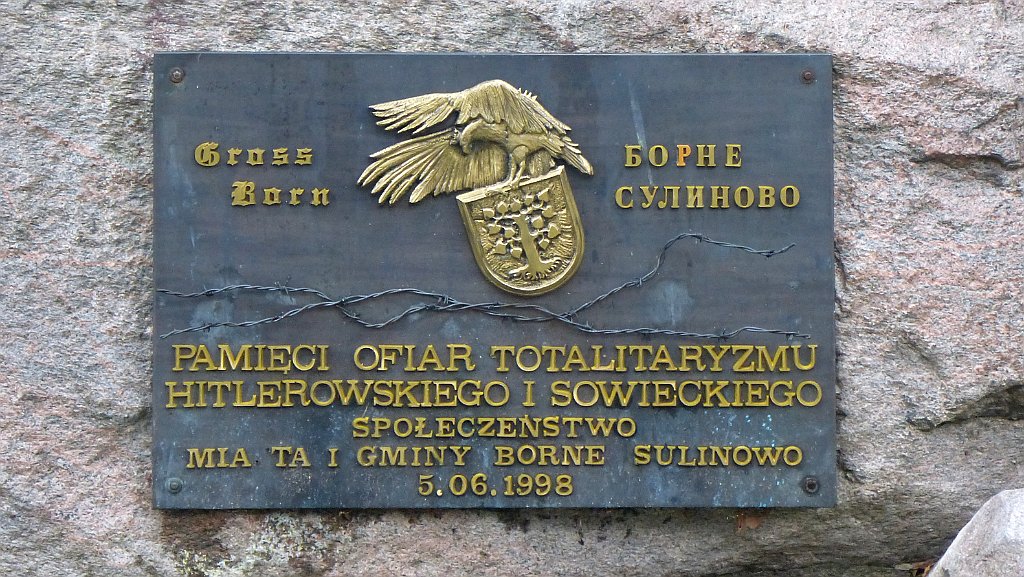 Gross
Born
БОРНЕ
СУЛИНОВО
PAMIĘCI OFIAR TOTALITARYZMU
HITLEROWSKIEGO I SOWIECKIEGO
SPOŁECZEŃSTWO
MIA TA I GMINY BORNE SULINOWO
5.06.1998